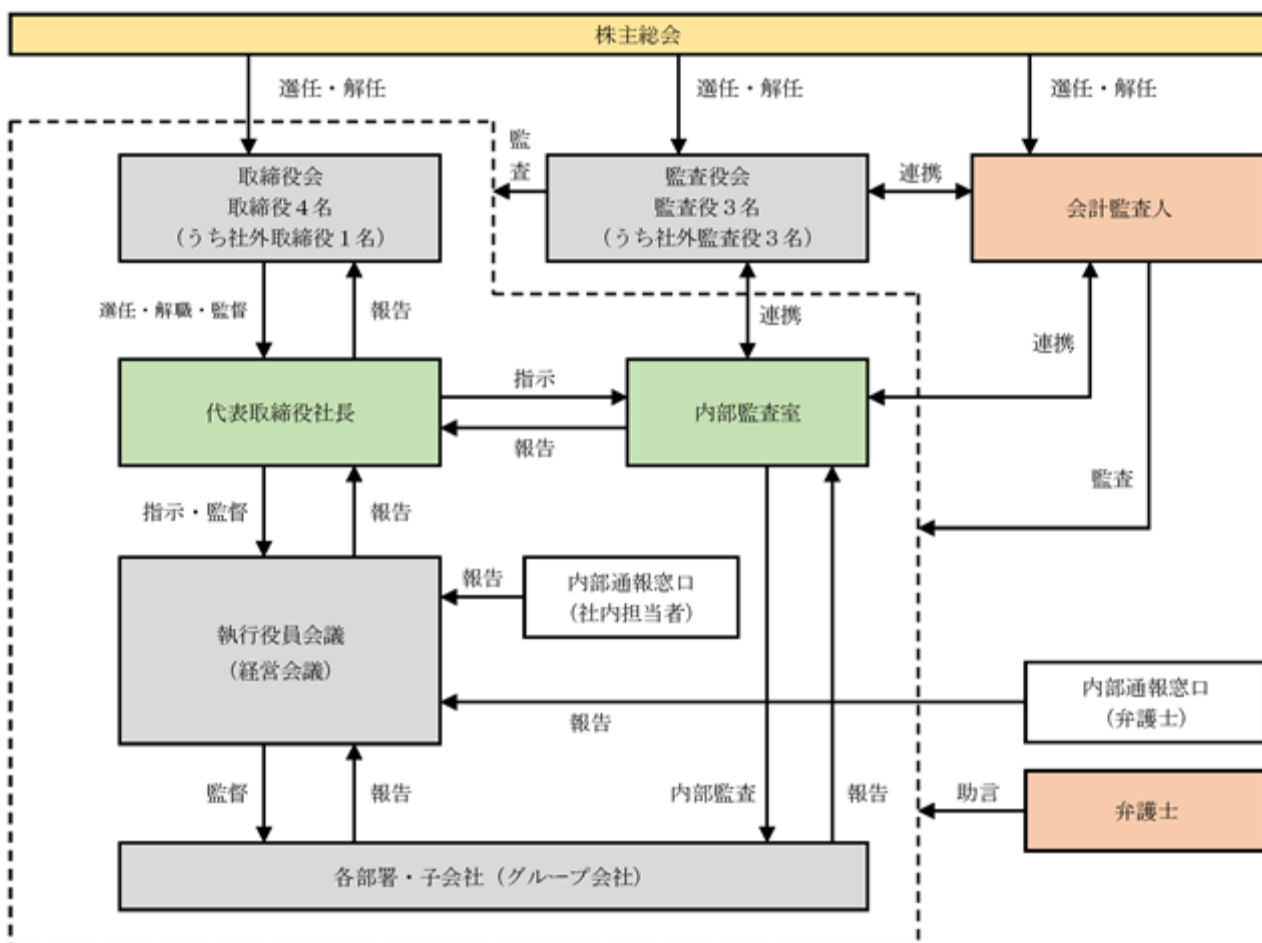 株主総会
選任・解任
選任・解任
選任・解任
監
査
取締役会
取締役4名
（うち社外取締役1名）
監査役会
監査役3名
（うち社外監査役3名）
連携
会計監査人
選任・解職・監督
報告
連携
連携
代表取締役社長
指示
報告
内部監査室
監査
指示・監督
報告
報告
内部通報窓口
（社内担当者）
執行役員会議
（経営会議）
内部通報窓口
（弁護士）
報告
監督
報告
内部監査
報告
助言
弁護士
各部署・子会社（グループ会社）